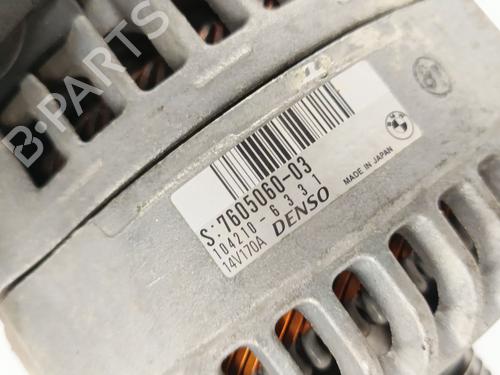 B-PARTS
S:7605060-03
104210-6331
14V170A DENSO
MADE IN JAPAN